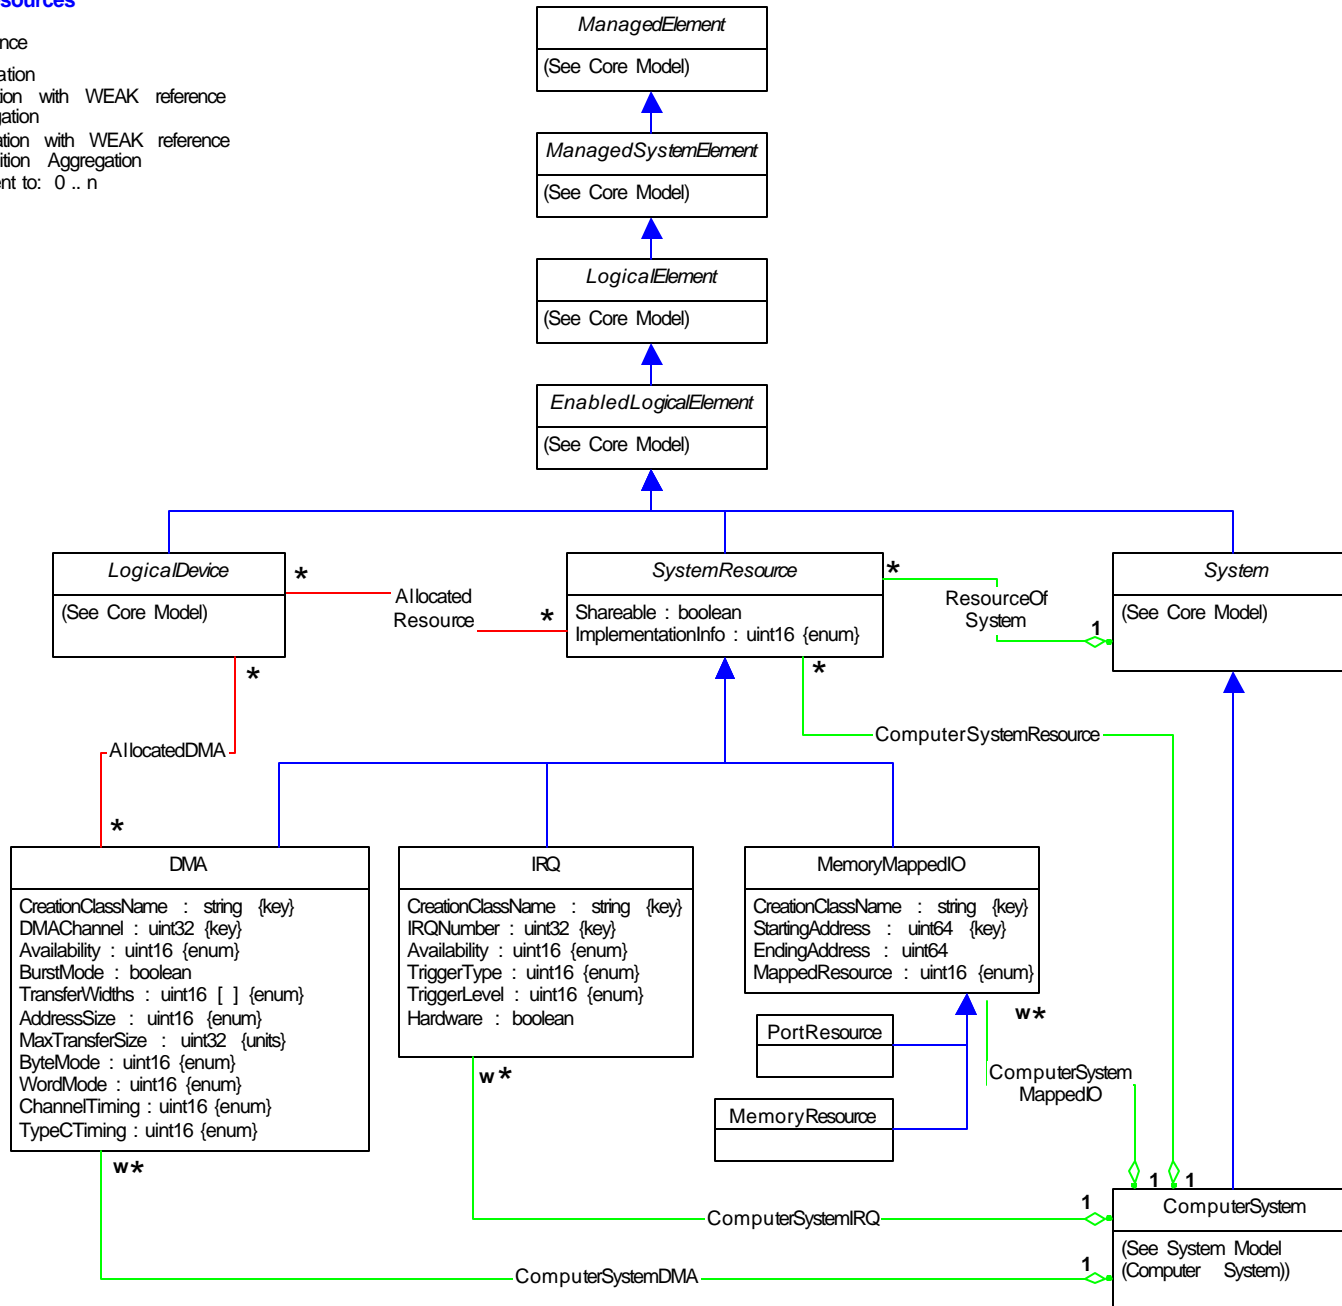 sources
nce
ation
tion with WEAK reference
gation
ation with WEAK reference
ition Aggregation
ent to: 0 .. n
ManagedElement
(See Core Model)
ManagedSystemElement
(See Core Model)
LogicalElement
(See Core Model)
EnabledLogicalElement
(See Core Model)
LogicalDevice
(See Core Model)
*
Allocated
Resource
*
SystemResource
Shareable : boolean
ImplementationInfo : uint16 {enum}
*
ResourceOf
System
1
System
(See Core Model)
*
*
ComputerSystemResource
AllocatedDMA
*
DMA
CreationClassName : string {key}
DMAChannel : uint32 {key}
Availability : uint16 {enum}
BurstMode : boolean
TransferWidths : uint16 [ ] {enum}
AddressSize : uint16 {enum}
MaxTransferSize : uint32 {units}
ByteMode : uint16 {enum}
WordMode : uint16 {enum}
ChannelTiming : uint16 {enum}
TypeCTiming : uint16 {enum}
w*
IRQ
CreationClassName : string {key}
IRQNumber : uint32 {key}
Availability : uint16 {enum}
TriggerType : uint16 {enum}
TriggerLevel : uint16 {enum}
Hardware : boolean
w*
MemoryMappedIO
CreationClassName : string {key}
StartingAddress : uint64 {key}
EndingAddress : uint64
MappedResource : uint16 {enum}
w*
PortResource
MemoryResource
ComputerSystem
MappedIO
1
1
ComputerSystem
(See System Model
(Computer System))
ComputerSystemIRQ
1
ComputerSystemDMA
1